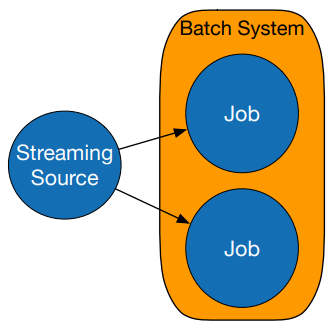 Batch System
Job
Streaming
Source
Job